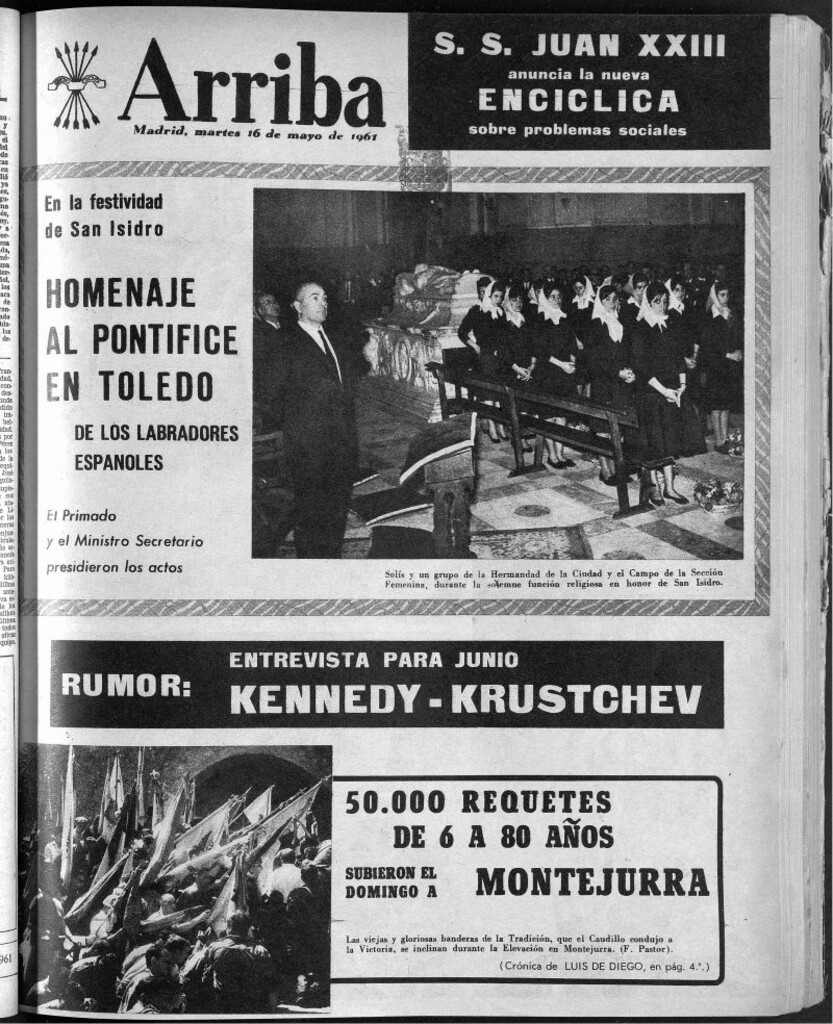 Arriba
Madrid, martes 16 de mayo de 1961
S. S. JUAN XXIII
anuncia la nueva
ENCICLICA
sobre problemas sociales
En la festividad
de San Isidro
HOMENAJE
AL PONTIFICE
EN TOLEDO
DE LOS LABRADORES
ESPANOLES
El Primado
y el Ministro Secretario
presidieron los actos
Solís y un grupo de la Hermandad de la Ciudad y el Campo de la Sección
Femenina, durante la solemne función religiosa en honor de San Isidro.
RUMOR:
ENTREVISTA PARA JUNIO
KENNEDY - KRUSTCHEV
50.000 REQUETES
DE 6 A 80 AÑOS
SUBIERON EL
DOMINGO A
MONTEJURRA
Las viejas y gloriosas banderas de la Tradición, que el Caudillo condujo a
la Victoria, se inclinan durante la Elevación en Montejurra. (F. Pastor).
(Crónica de LUIS DE DIEGO, en pág. 4.ª.)